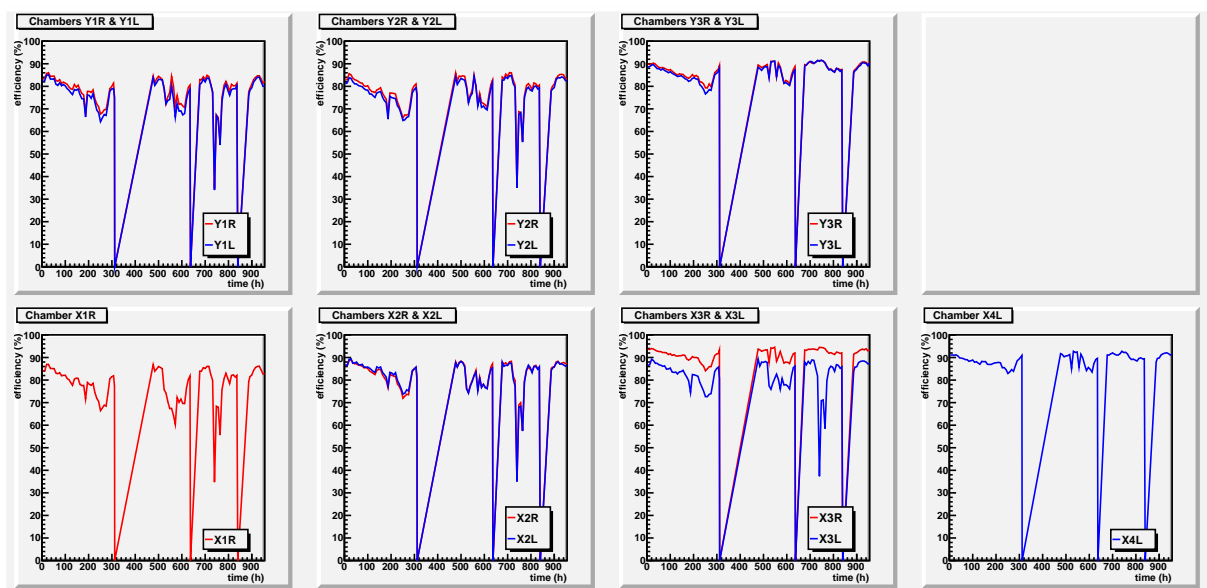 Chambers Y1R & Y1L
efficiency (%)
100
90
80
70
60
50
40
30
20
10
0
0 100 200 300 400 500 600 700 800 900
time (h)
Y1R
Y1L
Chambers Y2R & Y2L
efficiency (%)
100
90
80
70
60
50
40
30
20
10
0
0 100 200 300 400 500 600 700 800 900
time (h)
Y2R
Y2L
Chambers Y3R & Y3L
efficiency (%)
100
90
80
70
60
50
40
30
20
10
0
0 100 200 300 400 500 600 700 800 900
time (h)
Y3R
Y3L
Chamber X1R
efficiency (%)
100
90
80
70
60
50
40
30
20
10
0
0 100 200 300 400 500 600 700 800 900
time (h)
X1R
Chambers X2R & X2L
efficiency (%)
100
90
80
70
60
50
40
30
20
10
0
0 100 200 300 400 500 600 700 800 900
time (h)
X2R
X2L
Chambers X3R & X3L
efficiency (%)
100
90
80
70
60
50
40
30
20
10
0
0 100 200 300 400 500 600 700 800 900
time (h)
X3R
X3L
Chamber X4L
efficiency (%)
100
90
80
70
60
50
40
30
20
10
0
0 100 200 300 400 500 600 700 800 900
time (h)
X4L